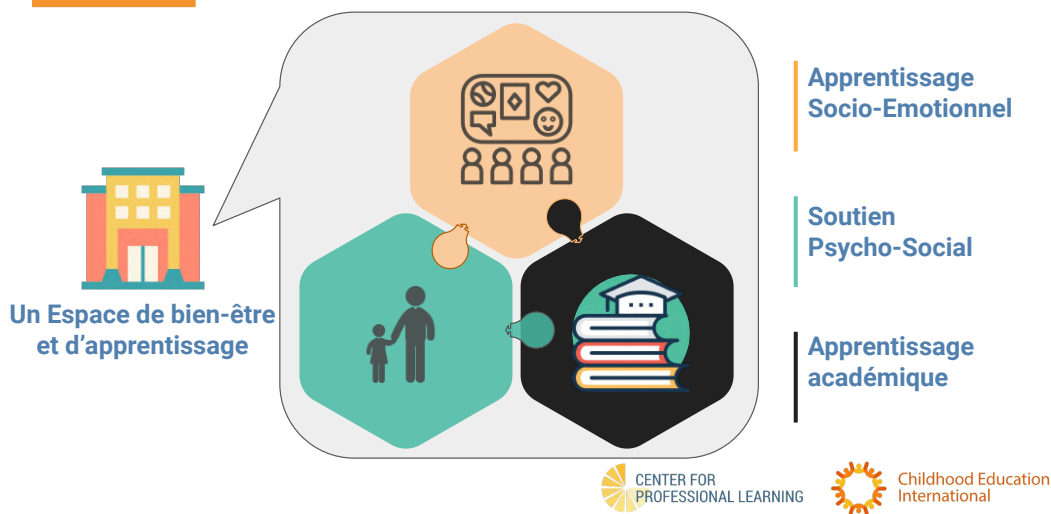 Un Espace de bien-être
et d'apprentissage
Apprentissage
Socio-Emotionnel
Soutien
Psycho-Social
Apprentissage
académique
CENTER FOR
PROFESSIONAL LEARNING
Childhood Education
International